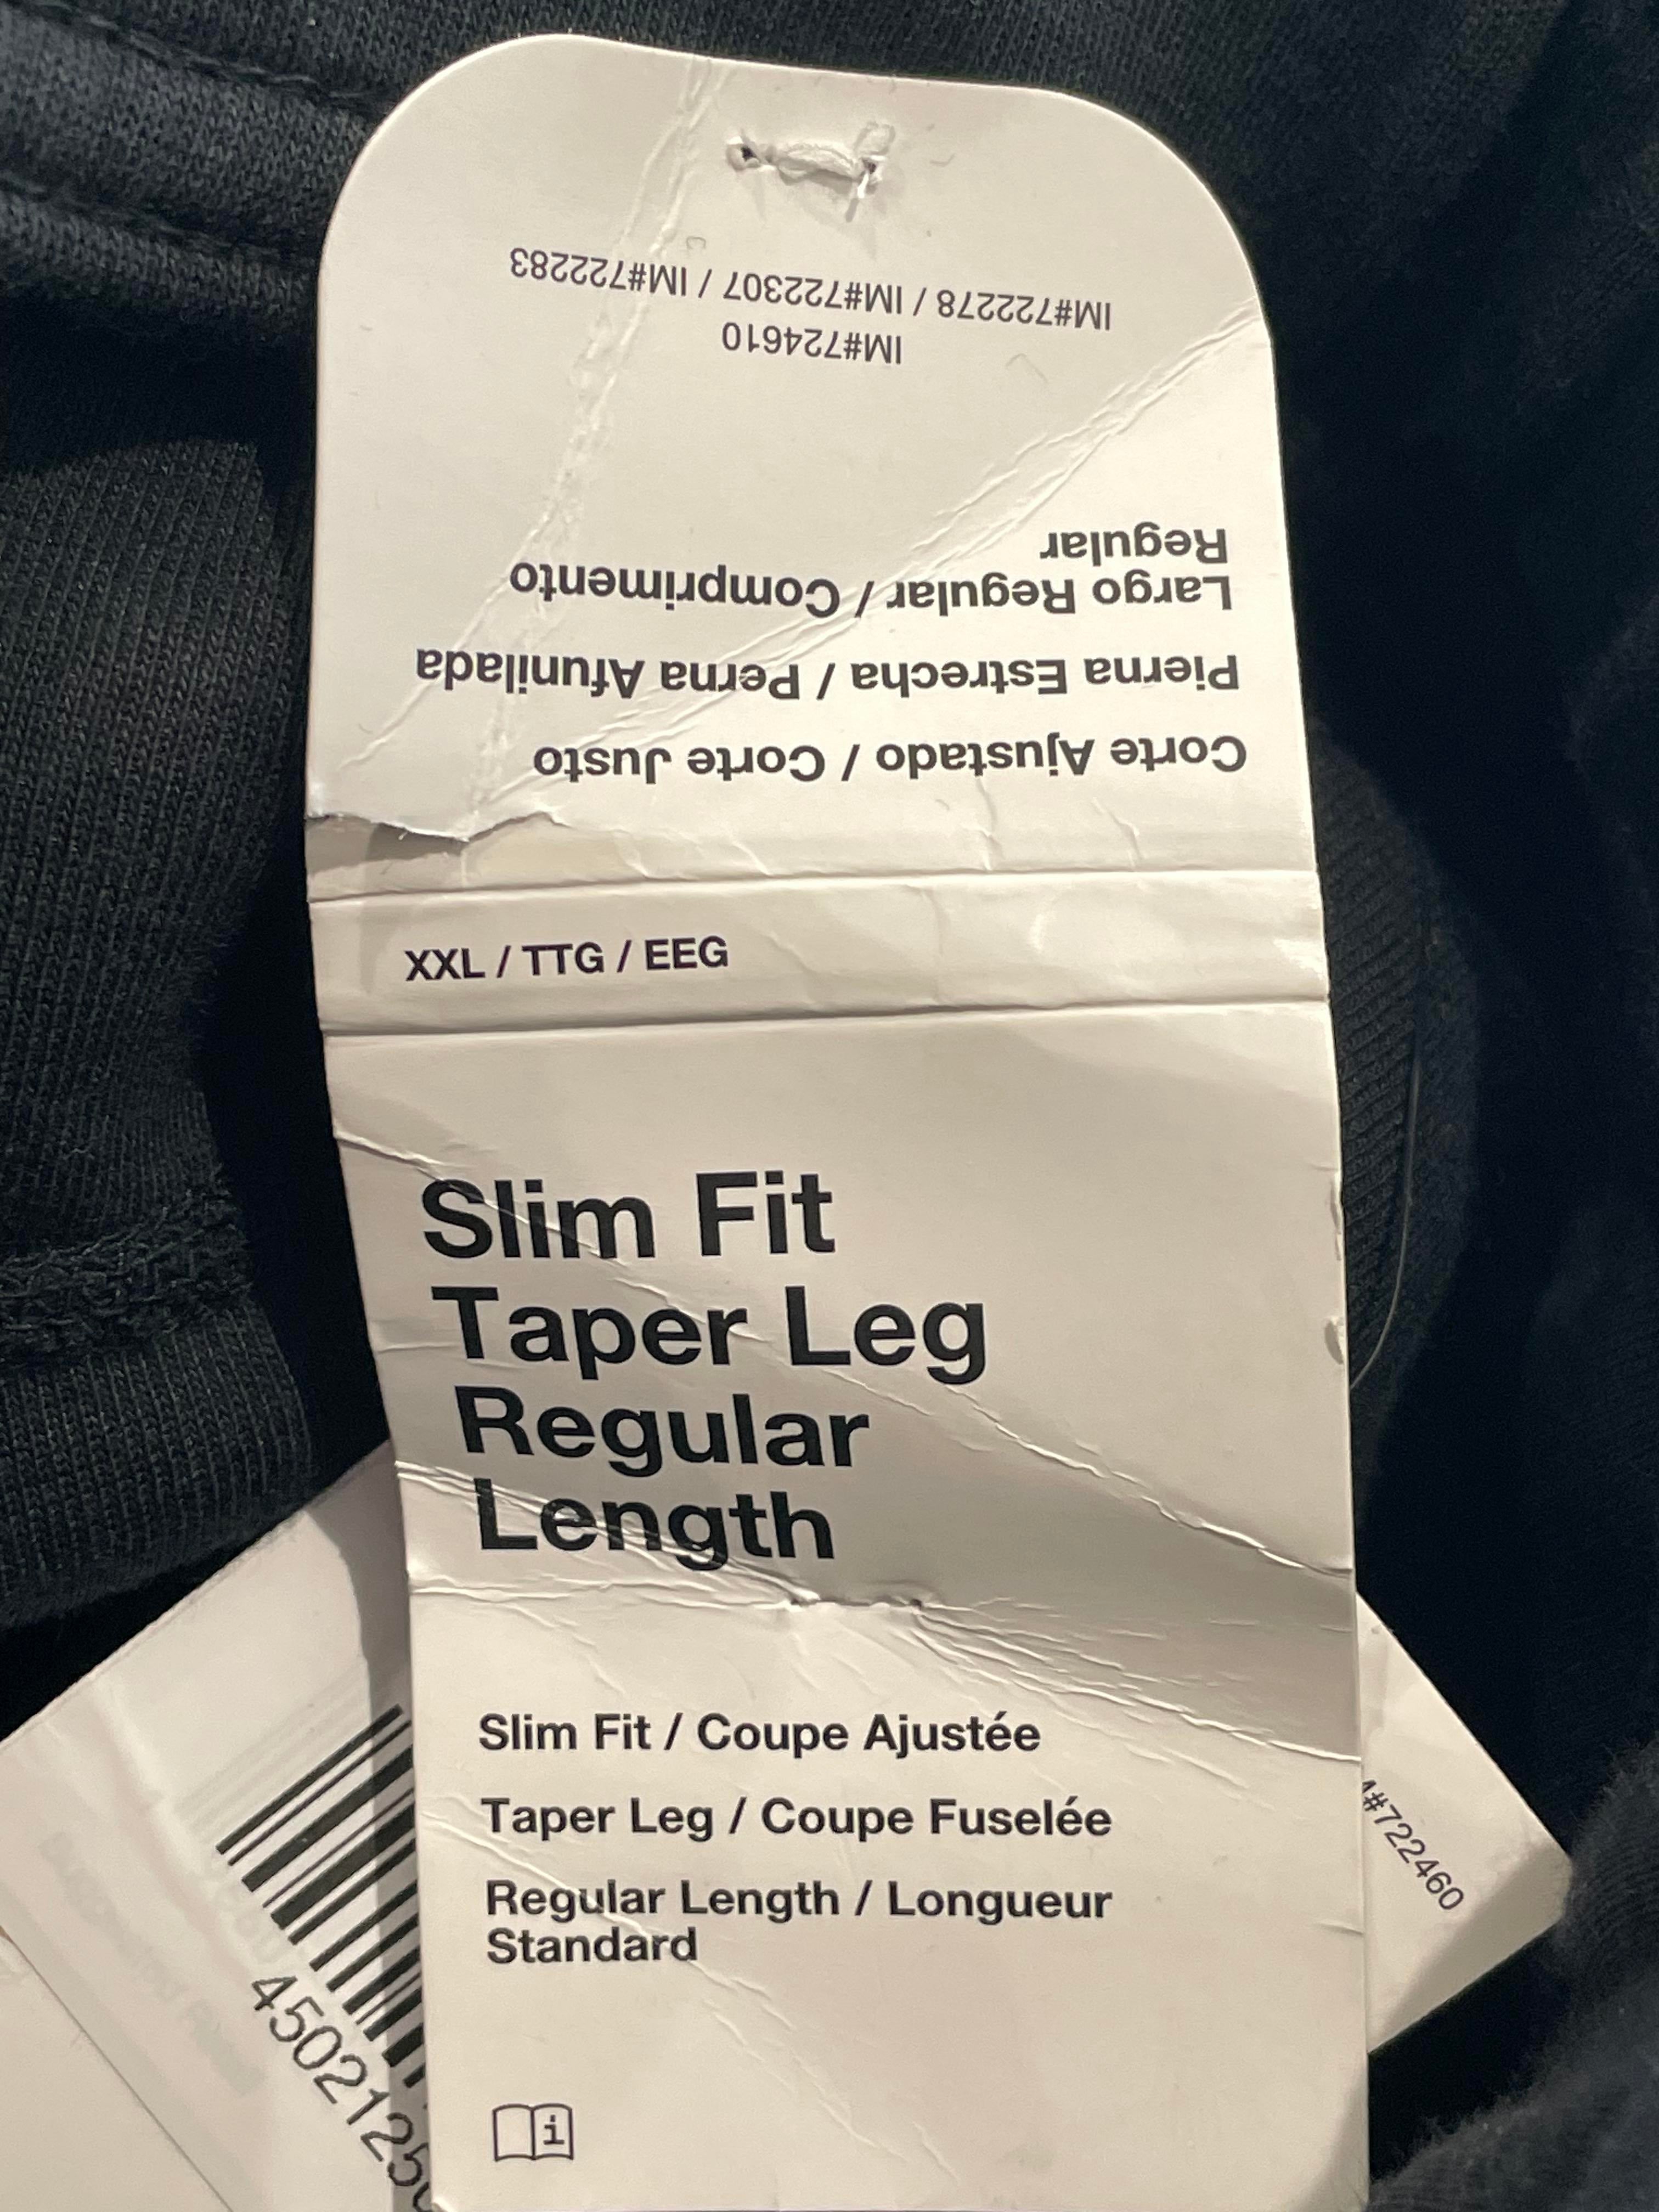 IM#722278 / IM#722307 / IM#722283
IM#724610
Corte Ajustado / Corte Justo
Pierna Estrecha / Perna Afunilada
Largo Regular / Comprimento
Regular
XXL / TTG / EEG
Slim Fit
Taper Leg
Regular
Length
Slim Fit / Coupe Ajustée
Taper Leg / Coupe Fuselée
Regular Length / Longueur
Standard
i
#722460
4502125